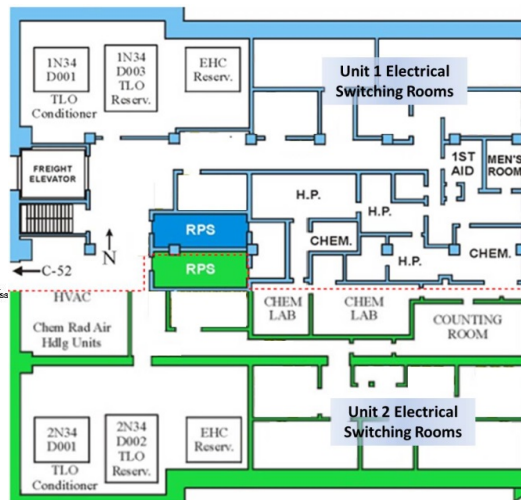 1N34
D001
TLO
Conditioner
1N34
D003
TLO
Reserv.
EHC
Reserv.
Unit 1 Electrical
Switching Rooms
FREIGHT
ELEVATOR
1ST
AID
MEN'S
ROOM
H.P.
H.P.
RPS
CHEM.
CHEM.
H.P.
N
RPS
C-52
HVAC
Chem Rad Air
Hdlg Units
CHEM
LAB
CHEM
LAB
COUNTING
ROOM
2N34
D001
TLO
Conditioner
2N34
D002
TLO
Reserv.
EHC
Reserv.
Unit 2 Electrical
Switching Rooms